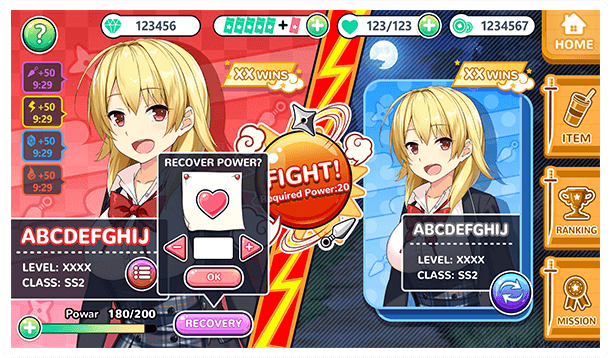 ?
123456
+
+
123/123
+
1234567
HOME
XX WINS
XX WINS
+50
9:29
+50
9:29
+50
9:29
+50
9:29
ITEM
RECOVER POWER?
FIGHT!
Required Power:20
RANKING
ABCDEFGHIJ
LEVEL: XXXX
CLASS: SS2
-
+
OK
ABCDEFGHIJ
LEVEL: XXXX
CLASS: SS2
MISSION
Powar 180/200
+
RECOVERY